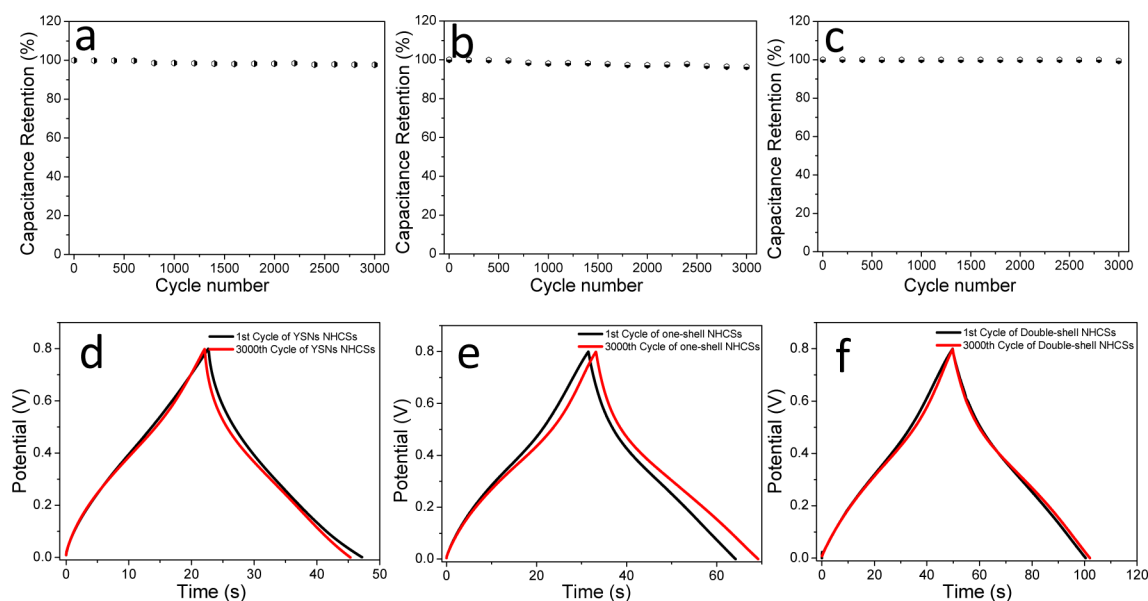 a
Capacitance Retention (%)
120
100
80
60
40
20
0
0 500 1000 1500 2000 2500 3000
Cycle number
b
Capacitance Retention (%)
120
100
80
60
40
20
0
0 500 1000 1500 2000 2500 3000
Cycle number
c
Capacitance Retention (%)
120
100
80
60
40
20
0
0 500 1000 1500 2000 2500 3000
Cycle number
d
1st Cycle of YSNs NHCSs
3000th Cycle of YSNs NHCSs
Potential (V)
1.0
0.8
0.6
0.4
0.2
0.0
0 10 20 30 40 50
Time (s)
e
1st Cycle of one-shell NHCSs
3000th Cycle of one-shell NHCSs
Potential (V)
1.0
0.8
0.6
0.4
0.2
0.0
0 20 40 60
Time (s)
f
1st Cycle of Double-shell NHCSs
3000th Cycle of Double-shell NHCSs
Potential (V)
1.0
0.8
0.6
0.4
0.2
0.0
0 20 40 60 80 100 120
Time (s)